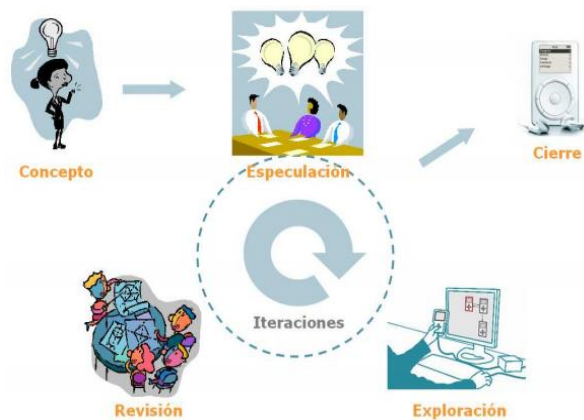 Concepto
Especulación
Cierre
Iteraciones
Revisión
Exploración